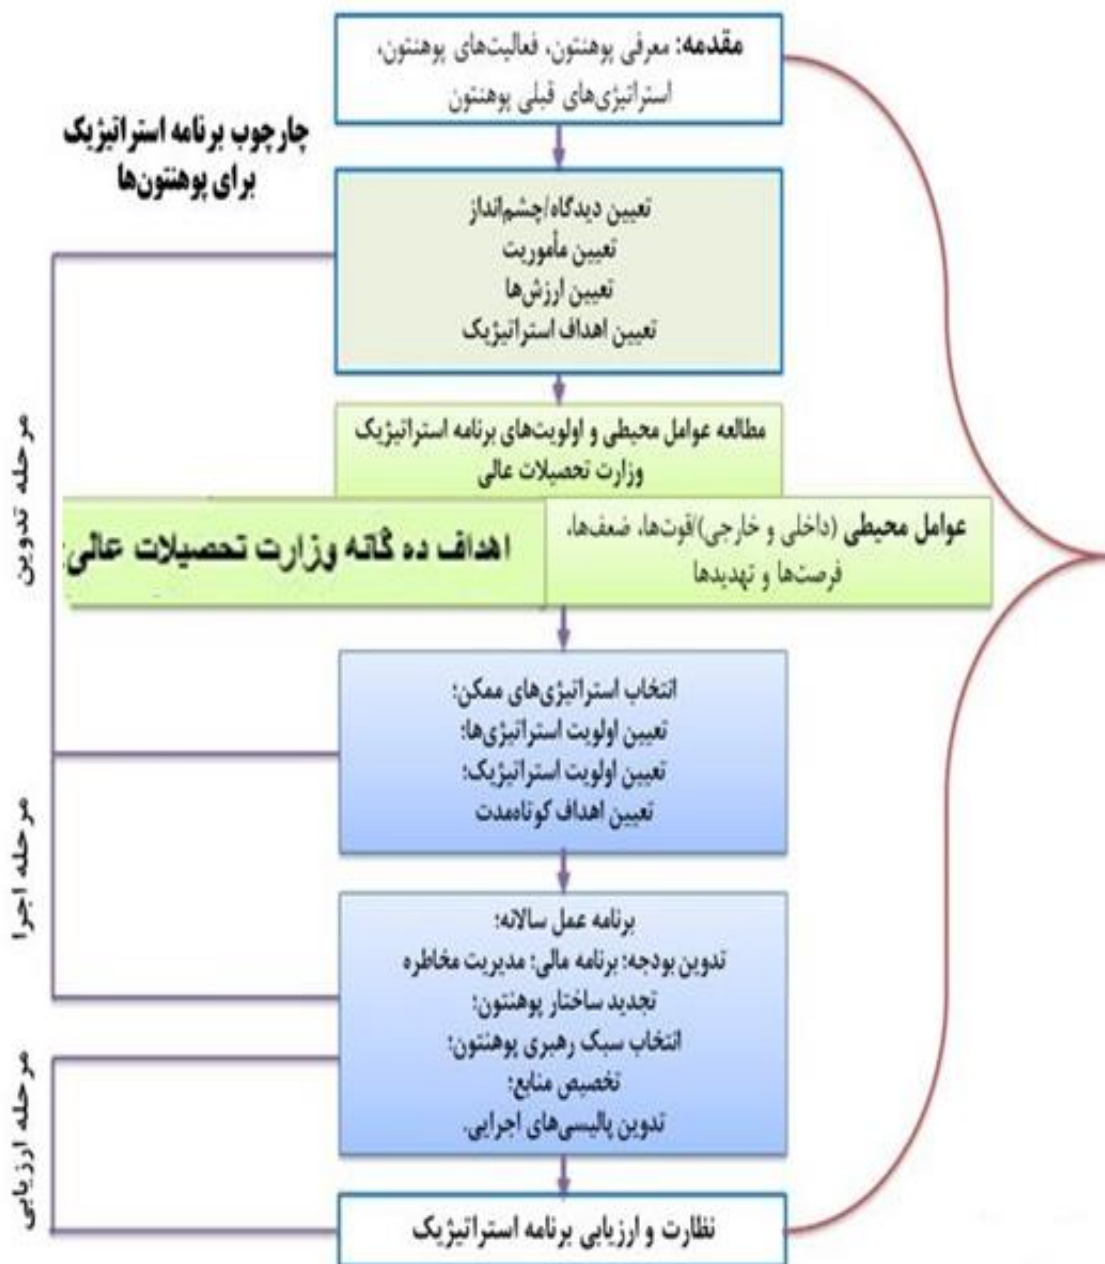 مقدمه: معرفی پوهنتون، فعالیت‌های پوهنتون،
استراتیژی‌های قبلی پوهنتون
چارچوب برنامه استراتیژیک
برای پوهنتون‌ها
تعیین دیدگاه/چشم‌انداز
تعیین مأموریت
تعیین ارزش‌ها
تعیین اهداف استراتیژیک
مطالعه عوامل محیطی و اولویت‌های برنامه استراتیژیک
وزارت تحصیلات عالی
عوامل محیطی (داخلی و خارجی)/قوت‌ها، ضعف‌ها،
فرصت‌ها و تهدیدها
اهداف ده گانه وزارت تحصیلات عالی:
مرحله تدوین
انتخاب استراتیژی‌های ممکن؛
تعیین اولویت استراتیژی‌ها؛
تعیین اولویت استراتیژیک؛
تعیین اهداف کوتاه‌مدت
مرحله اجرا
برنامه عمل سالانه؛
تدوین بودجه؛ برنامه مالی؛ مدیریت مخاطره
تجدید ساختار پوهنتون؛
انتخاب سبک رهبری پوهنتون؛
تخصیص منابع؛
تدوین پالیسی‌های اجرایی.
مرحله ارزیابی
نظارت و ارزیابی برنامه استراتیژیک